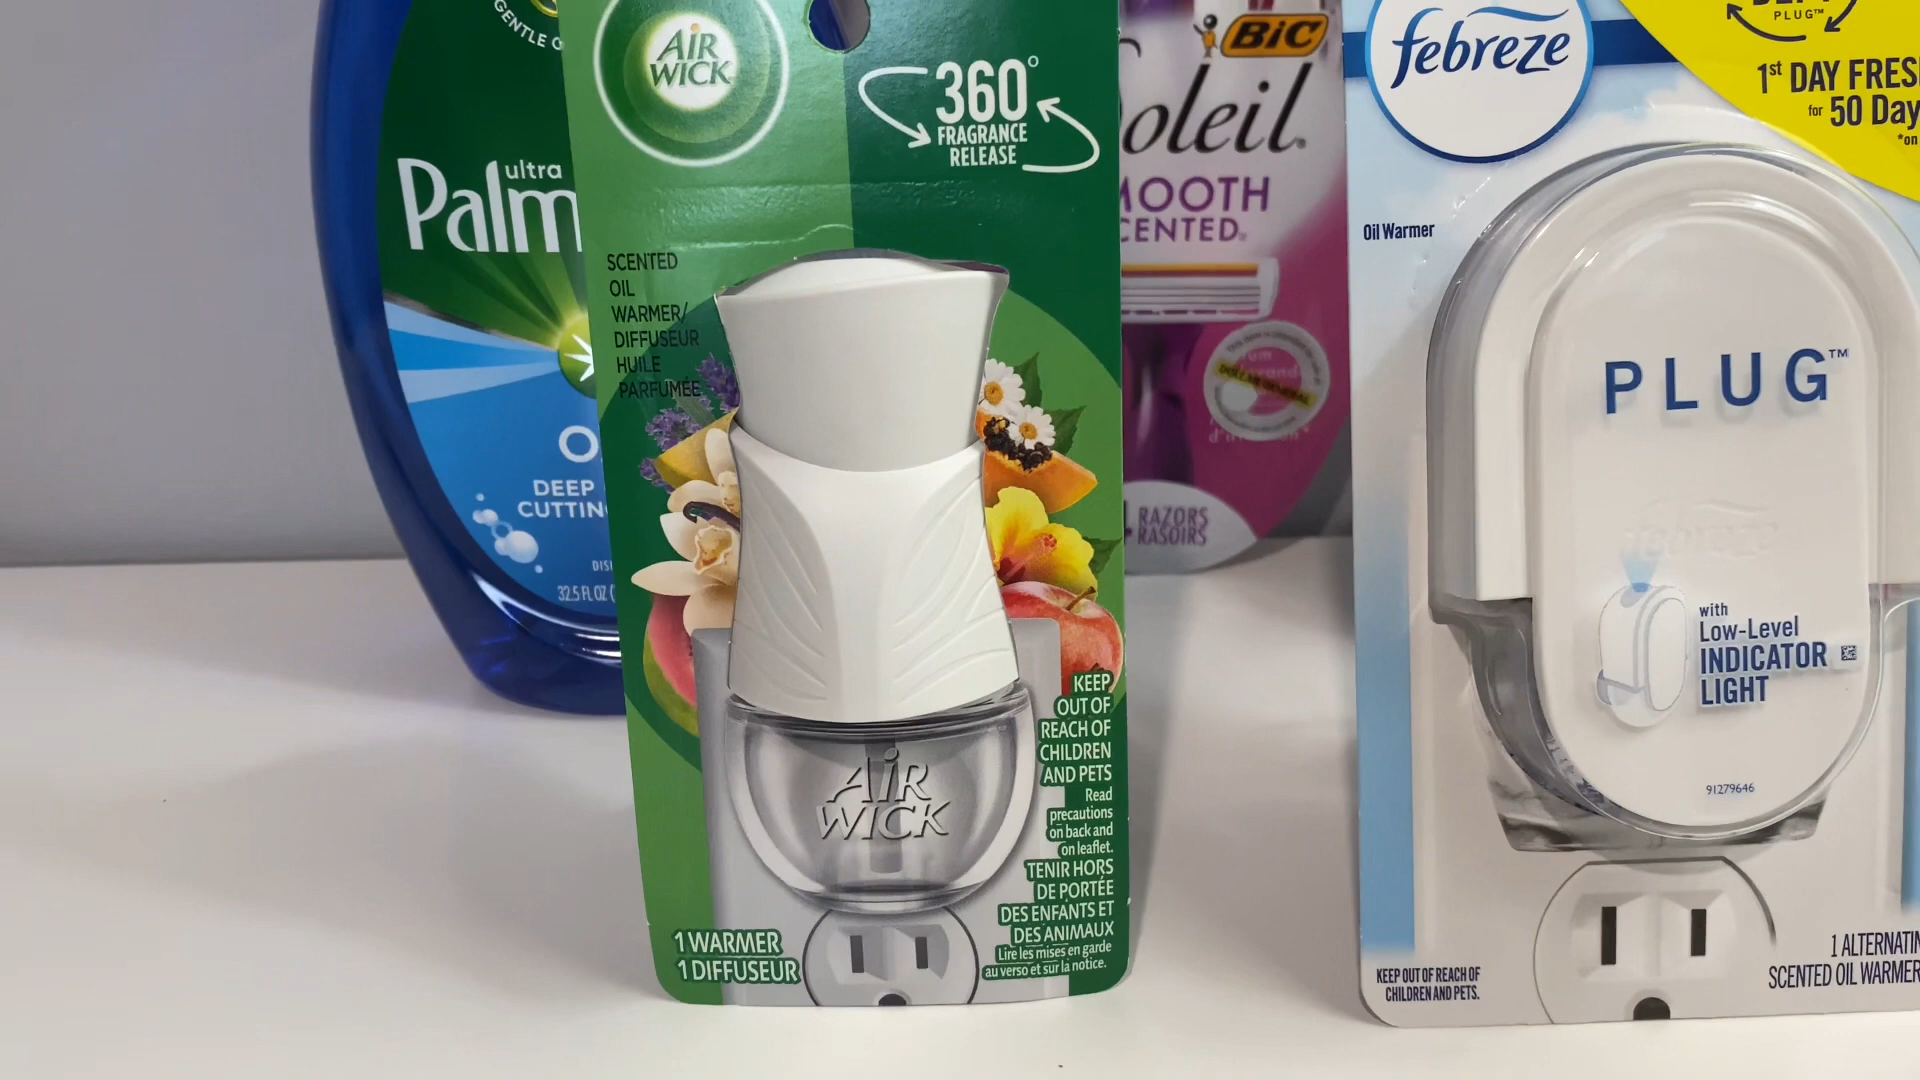 GENTLE
ultra
Palm
DEEP
CUTTIN
32.5 FL OZ (
AiR
WICK
360°
FRAGRANCE
RELEASE
SCENTED
OIL
WARMER/
DIFFUSEUR
HUILE
PARFUMÉE
AiR
WICK
KEEP
OUT OF
REACH OF
CHILDREN
AND PETS
Read
precautions
on back and
on leaflet.
TENIR HORS
DE PORTÉE
DES ENFANTS ET
DES ANIMAUX
Lire les mises en garde
au verso et sur la notice.
1 WARMER
1 DIFFUSEUR
BiC
oleil®
MOOTH
CENTED®
DOLLAR GENERAL
RAZORS
RASOIRS
febreze
PLUG™
1st DAY FRES
for 50 Day
*on
Oil Warmer
PLUG™
febreze
with
Low-Level
INDICATOR
LIGHT
91279646
1 ALTERNATIN
SCENTED OIL WARMER
KEEP OUT OF REACH OF
CHILDREN AND PETS.